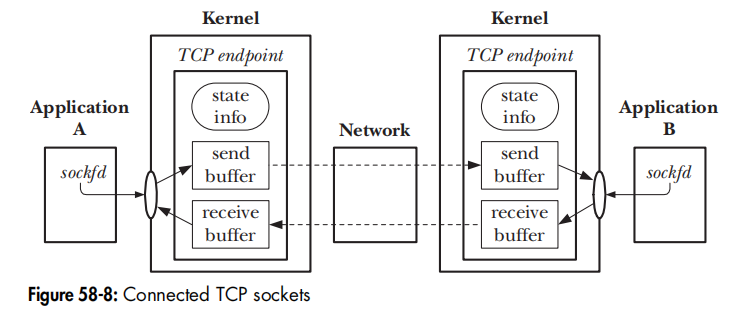 Kernel
Kernel
TCP endpoint
TCP endpoint
Application
A
state
info
Network
state
info
Application
B
sockfd
send
buffer
send
buffer
sockfd
receive
buffer
receive
buffer
Figure 58-8: Connected TCP sockets